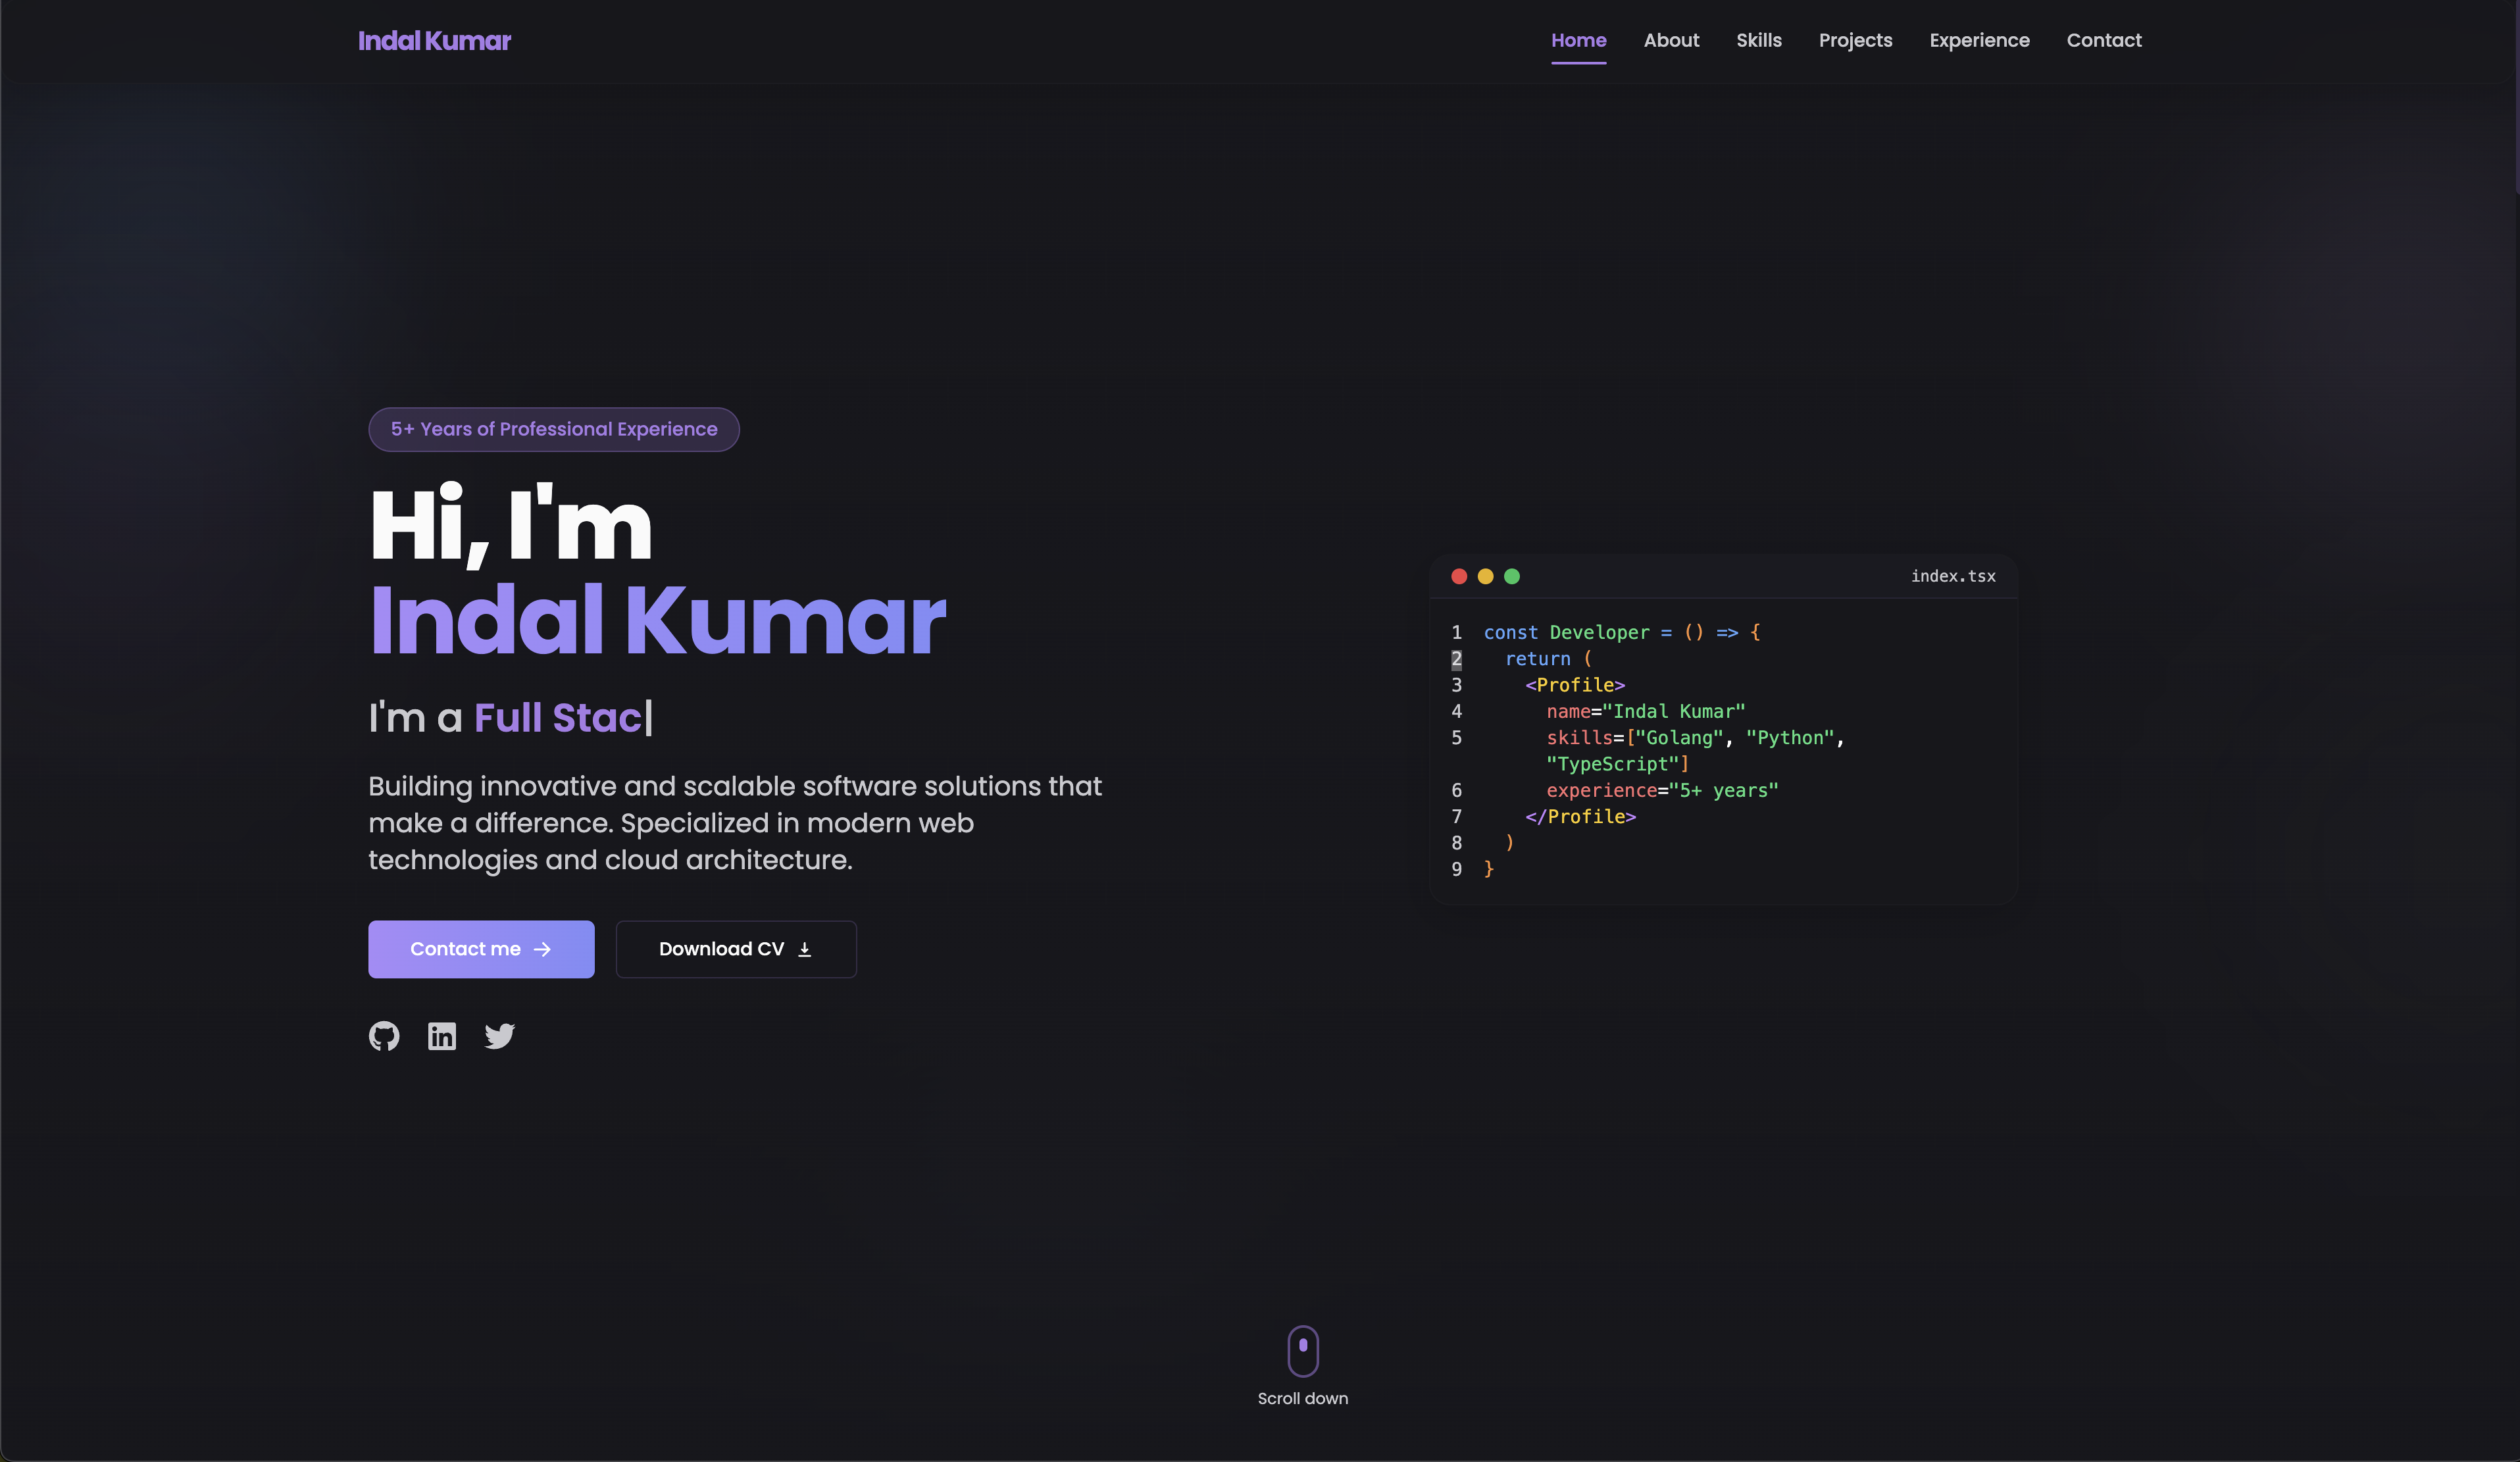 Indal Kumar
Home About Skills Projects Experience Contact
5+ Years of Professional Experience
Hi, I'm
Indal Kumar
I'm a Full Stac|
Building innovative and scalable software solutions that
make a difference. Specialized in modern web
technologies and cloud architecture.
Contact me
Download CV
in
index.tsx
1 const Developer = () => {
2 return (
3 <Profile>
4 name="Indal Kumar"
5 skills=["Golang", "Python",
"TypeScript"]
6 experience="5+ years"
7 </Profile>
8 )
9 }
Scroll down